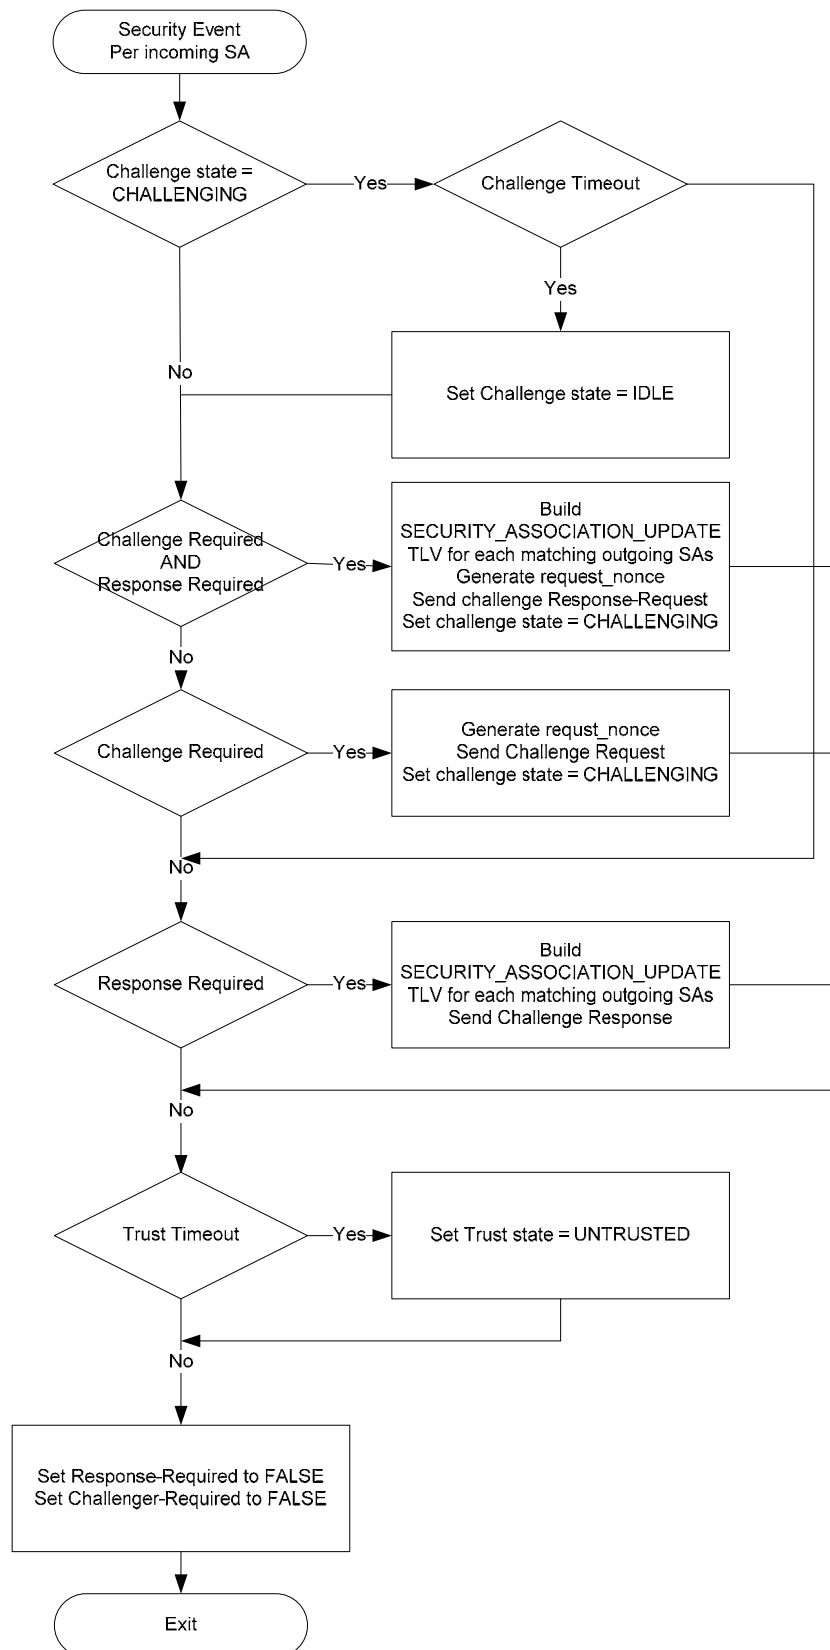 Security Event
Per incoming SA
Challenge state =
CHALLENGING
Yes
Challenge Timeout
Yes
No
Set Challenge state = IDLE
Challenge Required
AND
Response Required
Yes
Build
SECURITY_ASSOCIATION_UPDATE
TLV for each matching outgoing SAs
Generate request_nonce
Send challenge Response-Request
Set challenge state = CHALLENGING
No
Challenge Required
Yes
Generate requst_nonce
Send Challenge Request
Set challenge state = CHALLENGING
No
Response Required
Yes
Build
SECURITY_ASSOCIATION_UPDATE
TLV for each matching outgoing SAs
Send Challenge Response
No
Trust Timeout
Yes
Set Trust state = UNTRUSTED
No
Set Response-Required to FALSE
Set Challenger-Required to FALSE
Exit